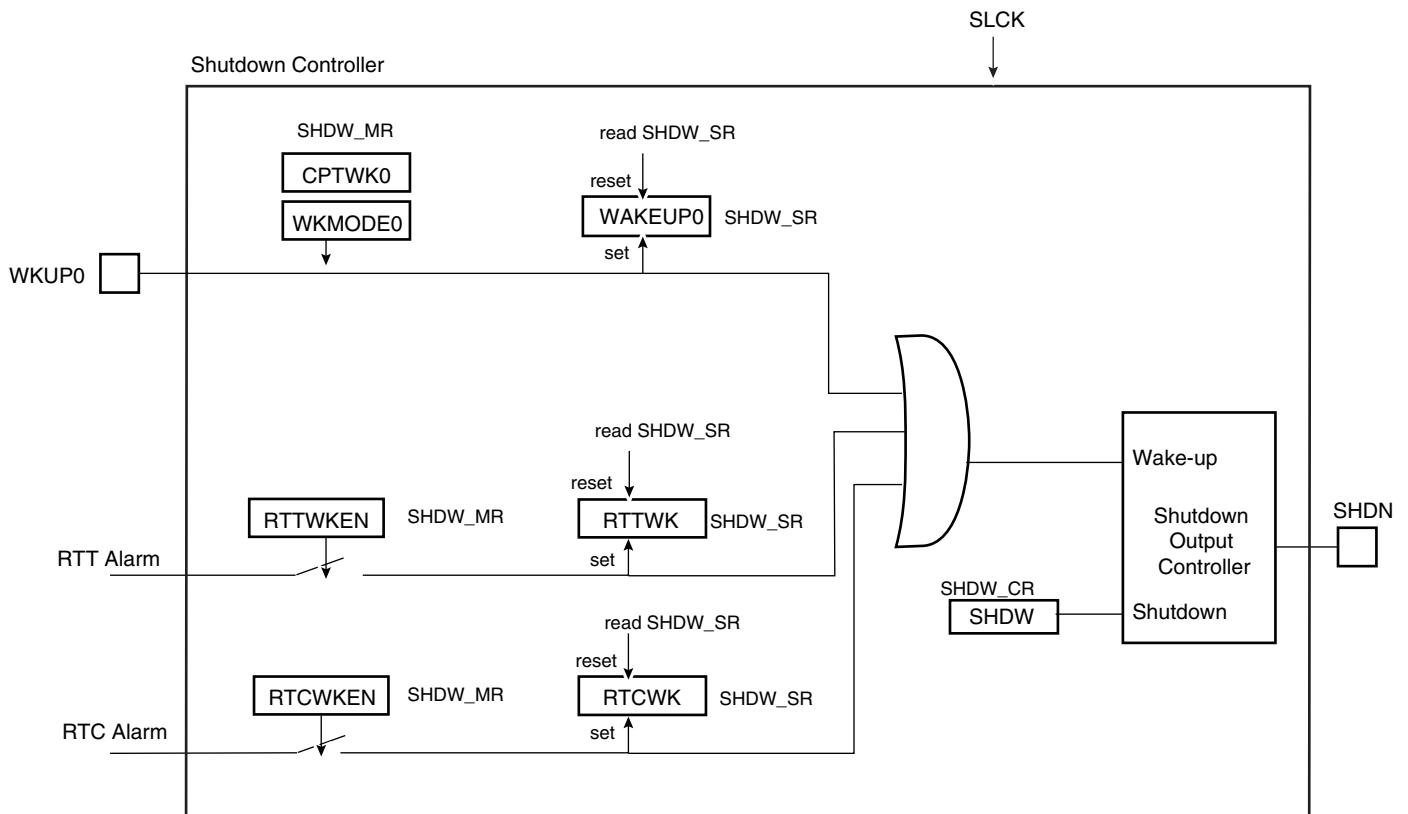 SLCK
Shutdown Controller
SHDW_MR
CPTWK0
WKMODE0
read SHDW_SR
reset
WAKEUP0
SHDW_SR
set
WKUP0
read SHDW_SR
reset
RTTWKEN
SHDW_MR
RTTWK
SHDW_SR
set
RTT Alarm
read SHDW_SR
reset
RTCWKEN
SHDW_MR
RTCWK
SHDW_SR
set
RTC Alarm
Wake-up
Shutdown
Output
Controller
SHDW_CR
SHDW
Shutdown
SHDN